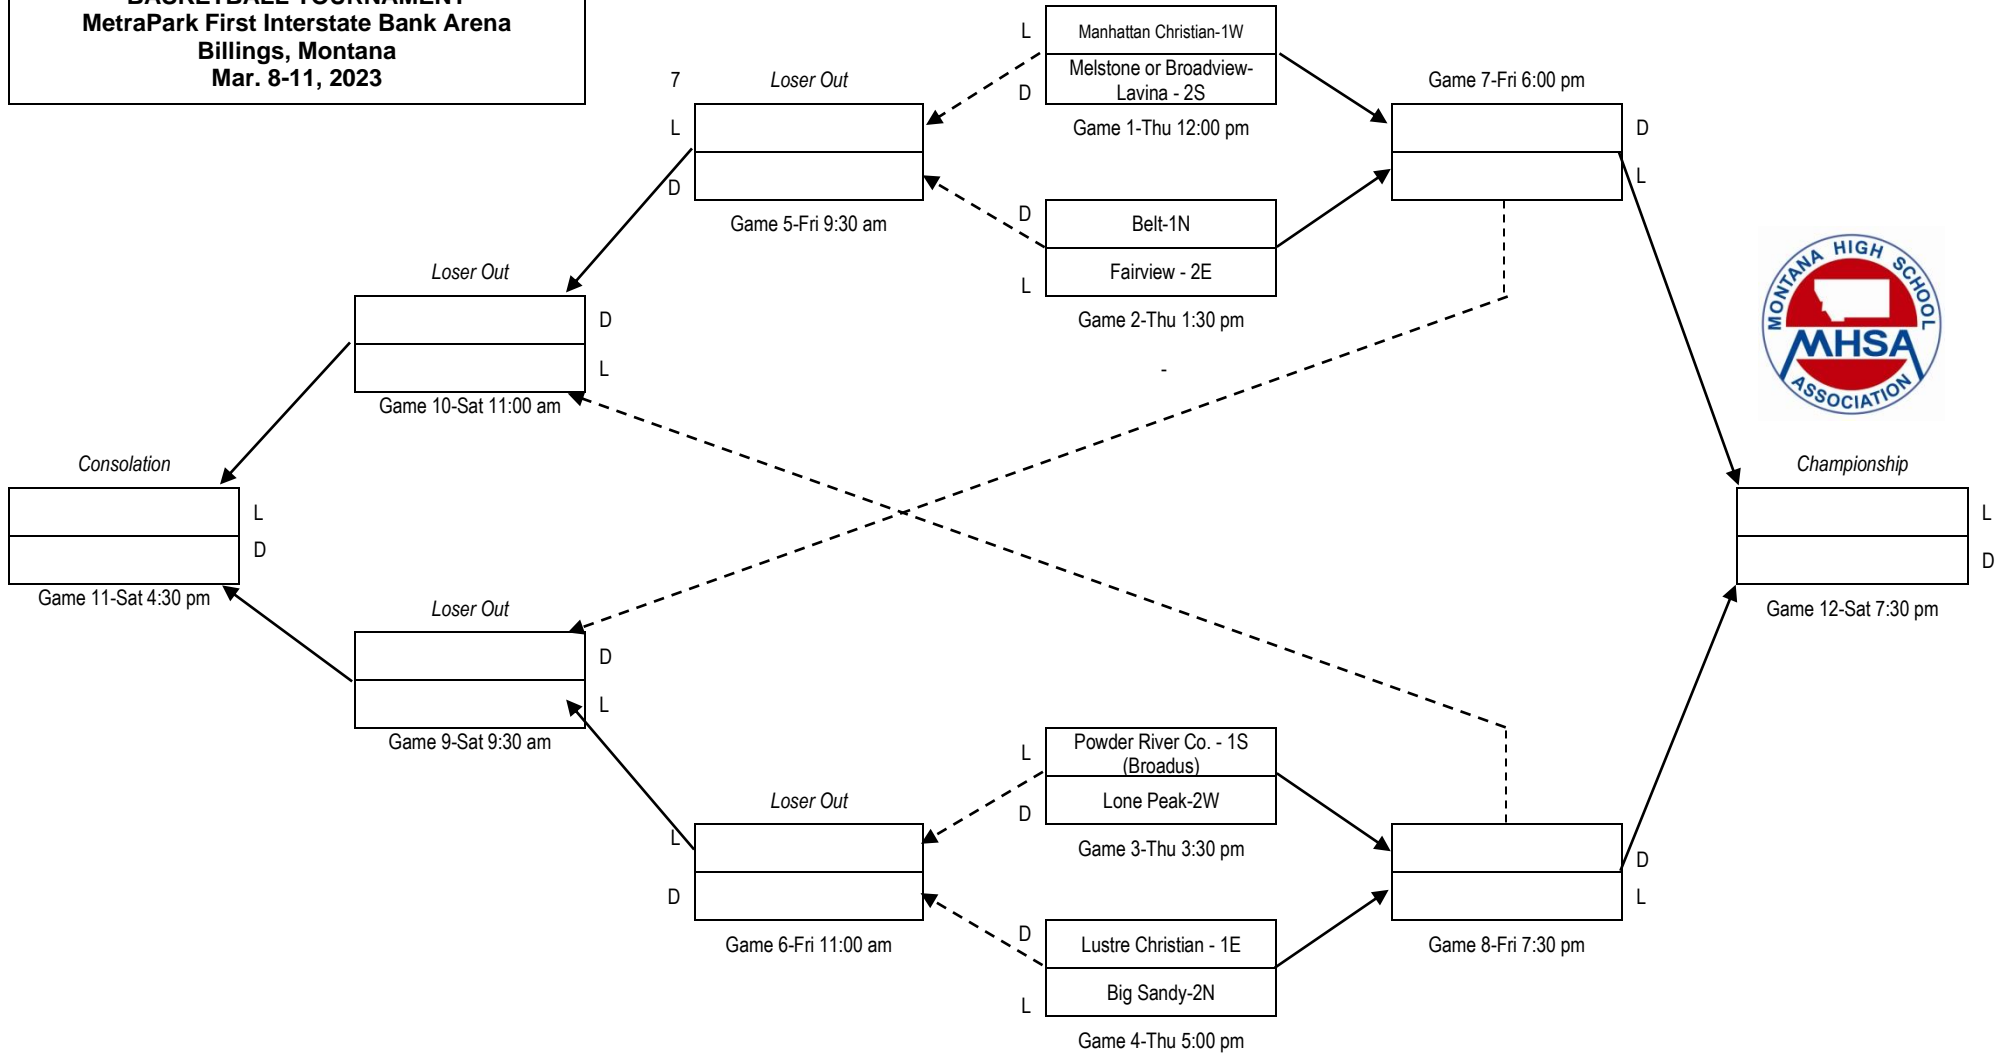 BASKETBALL TOURNAMENT
MetraPark First Interstate Bank Arena
Billings, Montana
Mar. 8-11, 2023
L
Manhattan Christian-1W
D
Melstone or Broadview-
Lavina - 2S
Game 1-Thu 12:00 pm
7
Loser Out
L
D
Game 5-Fri 9:30 am
Game 7-Fri 6:00 pm
D
L
D
Belt-1N
L
Fairview - 2E
Game 2-Thu 1:30 pm
-
Loser Out
D
L
Game 10-Sat 11:00 am
MONTANA HIGH SCHOOL
MHSA
ASSOCIATION
Consolation
L
D
Game 11-Sat 4:30 pm
Championship
L
D
Game 12-Sat 7:30 pm
Loser Out
D
L
Game 9-Sat 9:30 am
L
Powder River Co. - 1S
(Broadus)
D
Lone Peak-2W
Game 3-Thu 3:30 pm
Loser Out
L
D
Game 6-Fri 11:00 am
D
L
Game 8-Fri 7:30 pm
D
Lustre Christian - 1E
L
Big Sandy-2N
Game 4-Thu 5:00 pm